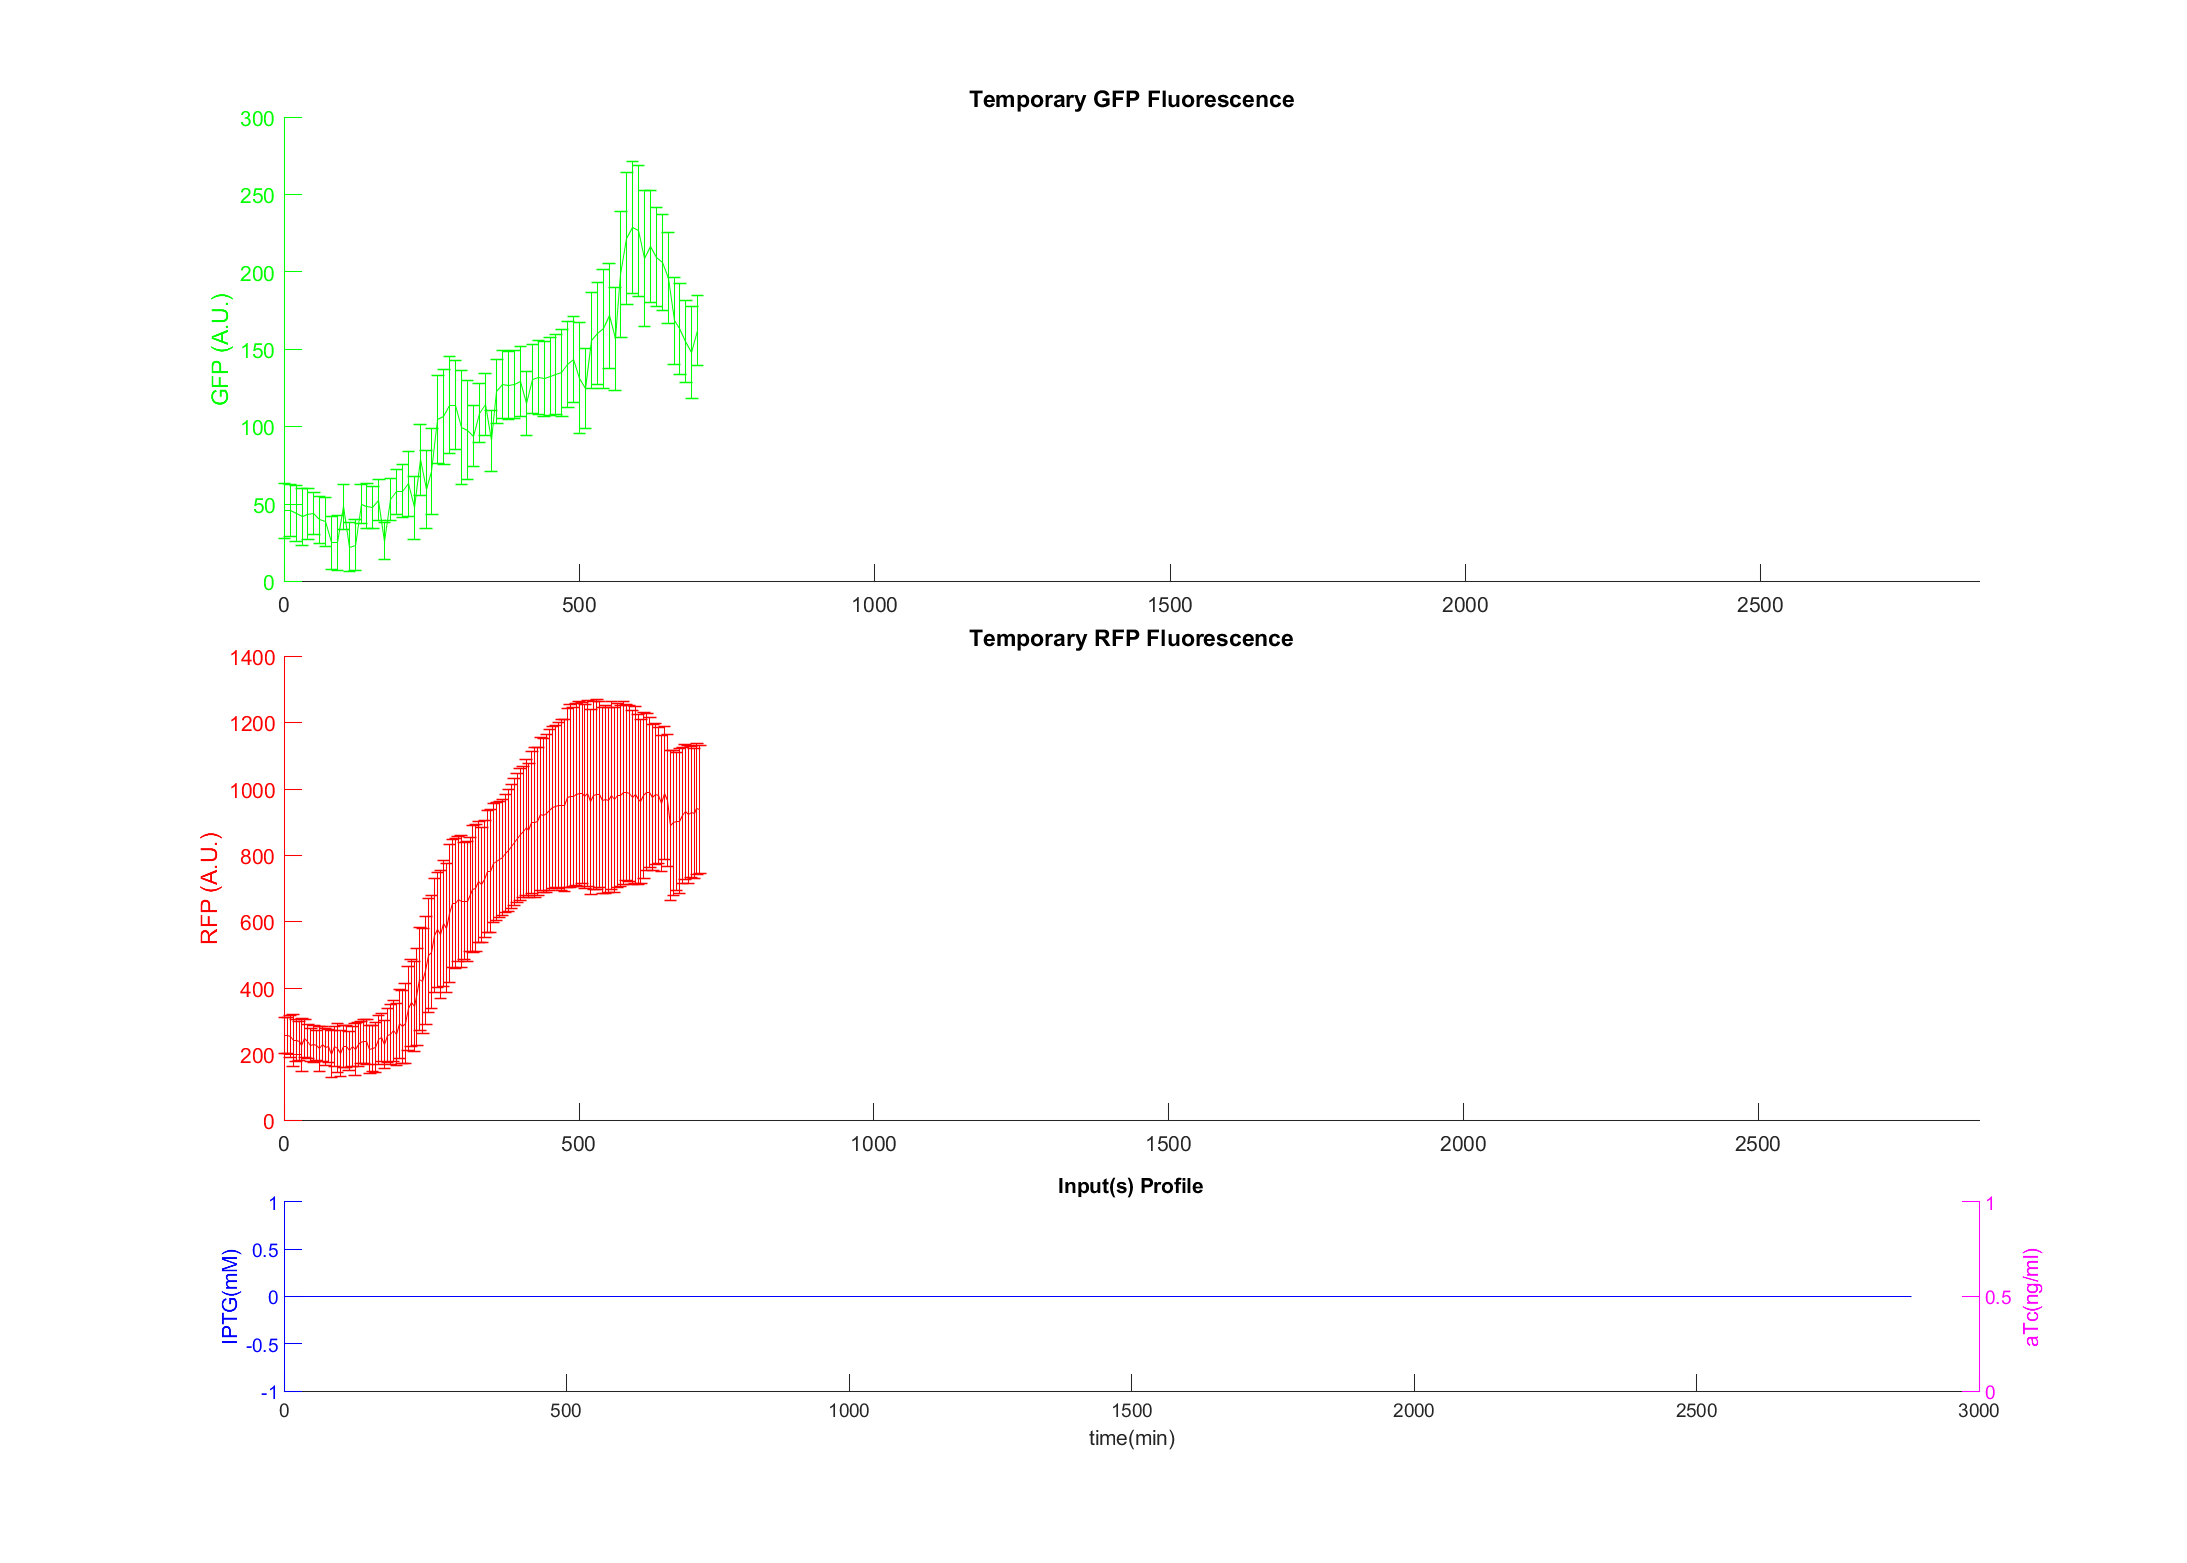 Temporary GFP Fluorescence
300
250
200
150
100
50
0
GFP (A.U.)
0 500 1000 1500 2000 2500
Temporary RFP Fluorescence
1400
1200
1000
800
600
400
200
0
RFP (A.U.)
0 500 1000 1500 2000 2500
Input(s) Profile
1
0.5
0
-0.5
-1
IPTG(mM)
1
0.5
0
aTc(ng/ml)
0 500 1000 1500 2000 2500 3000
time(min)